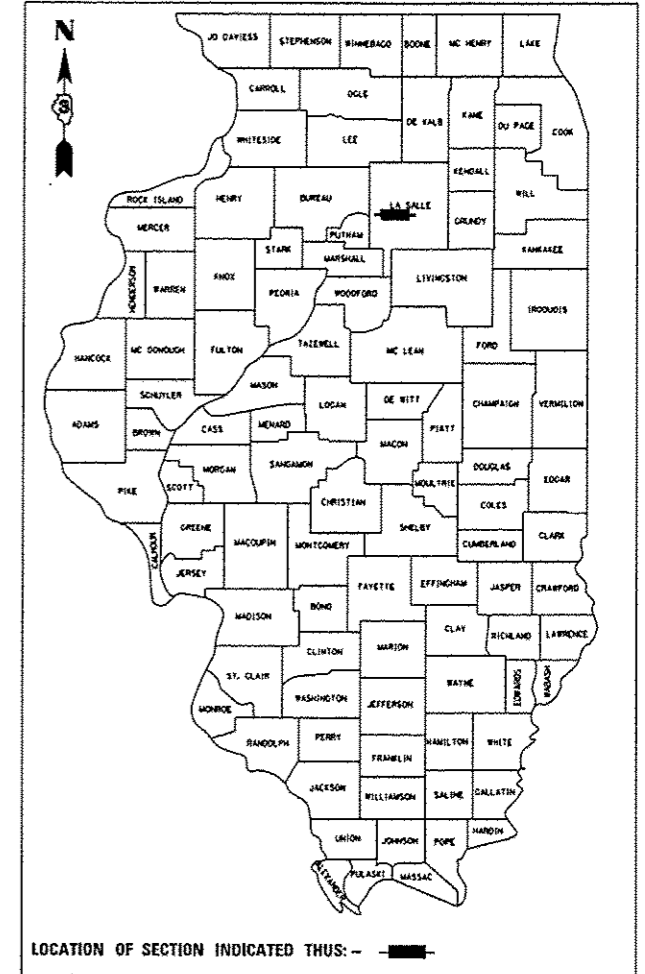 N
JO DAVIESS
STEPHENSON
WINNEBAGO
BOONE
MC HENRY
LAKE
CARROLL
OGLE
DE KALB
KANE
DU PAGE
COOK
WHITESIDE
LEE
KENDALL
WILL
ROCK ISLAND
HENRY
BUREAU
LA SALLE
GRUNDY
MERCER
PUTNAM
KANKAKEE
STARK
MARSHALL
HENDERSON
WARREN
KNOX
PEORIA
WOODFORD
LIVINGSTON
IROQUOIS
HANCOCK
MC DONOUGH
FULTON
TAZEWELL
MC LEAN
FORD
SCHUYLER
MASON
LOGAN
DE WITT
CHAMPAIGN
VERMILION
ADAMS
BROWN
CASS
MENARD
MACON
PIATT
PIKE
SCOTT
MORGAN
SANGAMON
CHRISTIAN
MOULTRIE
DOUGLAS
EDGAR
COLES
GREENE
MACOUPIN
MONTGOMERY
SHELBY
CUMBERLAND
CLARK
CALHOUN
JERSEY
FAYETTE
EFFINGHAM
JASPER
CRAWFORD
MADISON
BOND
CLAY
RICHLAND
LAWRENCE
CLINTON
MARION
ST. CLAIR
WAYNE
EDWARDS
WABASH
MONROE
WASHINGTON
JEFFERSON
RANDOLPH
PERRY
HAMILTON
WHITE
FRANKLIN
JACKSON
WILLIAMSON
SALINE
GALLATIN
UNION
JOHNSON
POPE
HARDIN
ALEXANDER
PULASKI
MASSAC
LOCATION OF SECTION INDICATED THUS: -